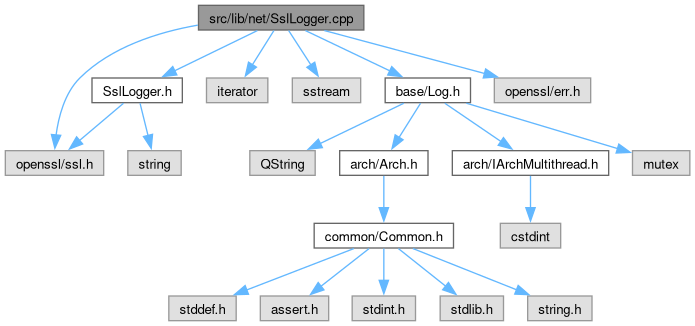 src/lib/net/SslLogger.cpp
SslLogger.h
iterator
sstream
base/Log.h
openssl/err.h
openssl/ssl.h
string
QString
arch/Arch.h
arch/IArchMultithread.h
mutex
common/Common.h
cstdint
stddef.h
assert.h
stdint.h
stdlib.h
string.h